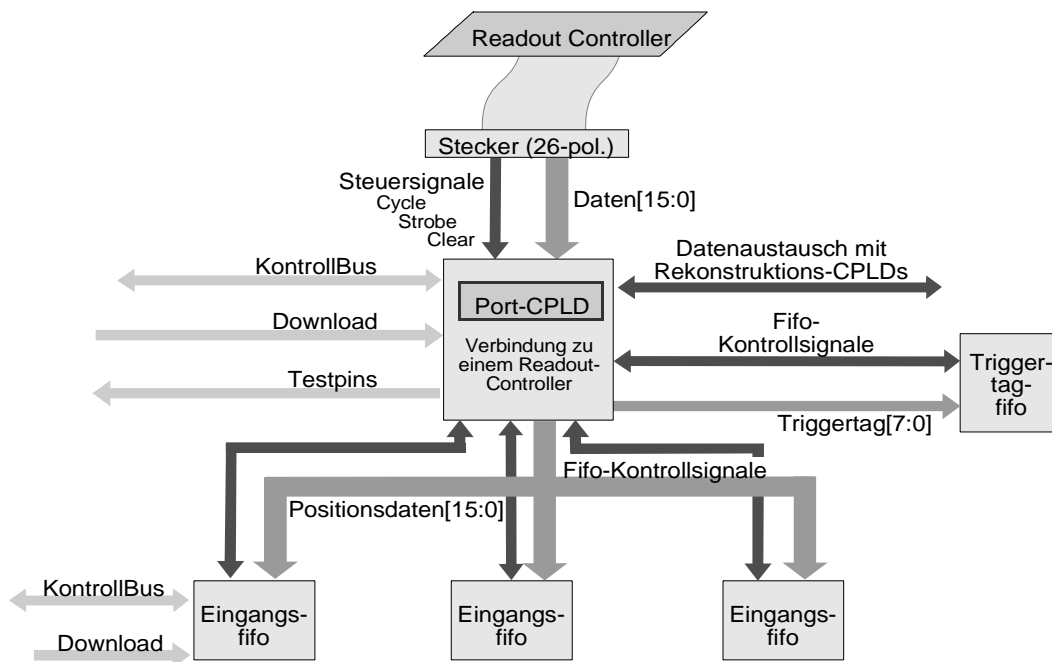 Readout Controller
Stecker (26-pol.)
Steuersignale
Cycle
Strobe
Clear
Daten[15:0]
KontrollBus
Datenaustausch mit
Rekonstruktions-CPLDs
Port-CPLD
Download
Verbindung zu
einem Readout-
Controller
Fifo-
Kontrollsignale
Testpins
Trigger-
tag-
fifo
Triggertag[7:0]
Fifo-Kontrollsignale
Positionsdaten[15:0]
KontrollBus
Download
Eingangs-
fifo
Eingangs-
fifo
Eingangs-
fifo